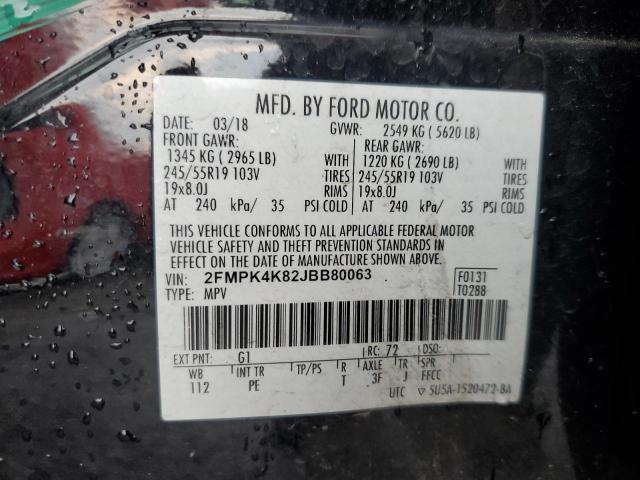 MFD. BY FORD MOTOR CO.
DATE: 03/18 GVWR: 2549 KG ( 5620 LB)
FRONT GAWR: REAR GAWR:
1345 KG ( 2965 LB) WITH 1220 KG ( 2690 LB) WITH
245/55R19 103V TIRES 245/55R19 103V TIRES
19x8.0J RIMS 19x8.0J RIMS
AT 240 kPa/ 35 PSI COLD AT 240 kPa/ 35 PSI COLD
THIS VEHICLE CONFORMS TO ALL APPLICABLE FEDERAL MOTOR
VEHICLE SAFETY AND THEFT PREVENTION STANDARDS IN
EFFECT ON THE DATE OF MANUFACTURE SHOWN ABOVE.
VIN: 2FMPK4K82JBB80063 F0131
TYPE: MPV T0288
EXT PNT: G1 RC: 72 DSO:
WB INT TR TP/PS R AXLE TR SPR
112 PE T 3F J FFCC
UTC ▽ 5U5A-1520472-BA